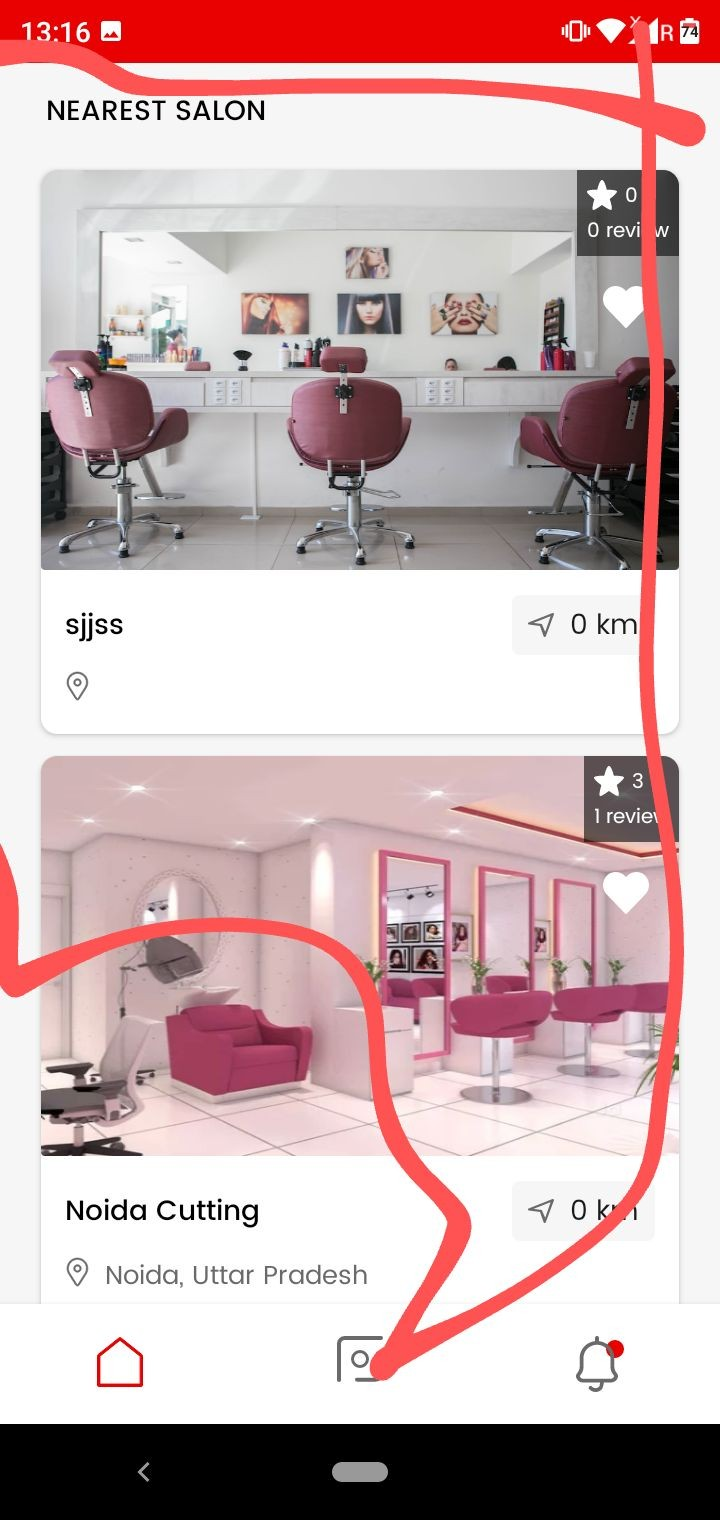 13:16
R 74
NEAREST SALON
0
0 review
sjjss
0 km
3
1 review
Noida Cutting
0 km
Noida, Uttar Pradesh